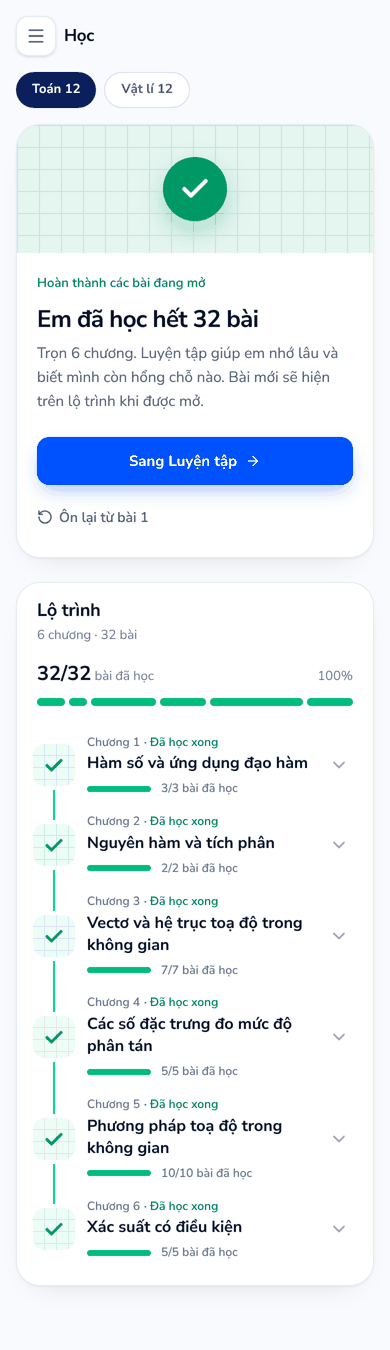 Học
Toán 12
Vật lí 12
Hoàn thành các bài đang mở
Em đã học hết 32 bài
Trọn 6 chương. Luyện tập giúp em nhớ lâu và
biết mình còn hổng chỗ nào. Bài mới sẽ hiện
trên lộ trình khi được mở.
Sang Luyện tập
Ôn lại từ bài 1
Lộ trình
6 chương · 32 bài
32/32 bài đã học
100%
Chương 1 · Đã học xong
Hàm số và ứng dụng đạo hàm
3/3 bài đã học
Chương 2 · Đã học xong
Nguyên hàm và tích phân
2/2 bài đã học
Chương 3 · Đã học xong
Vectơ và hệ trục toạ độ trong
không gian
7/7 bài đã học
Chương 4 · Đã học xong
Các số đặc trưng đo mức độ
phân tán
5/5 bài đã học
Chương 5 · Đã học xong
Phương pháp toạ độ trong
không gian
10/10 bài đã học
Chương 6 · Đã học xong
Xác suất có điều kiện
5/5 bài đã học